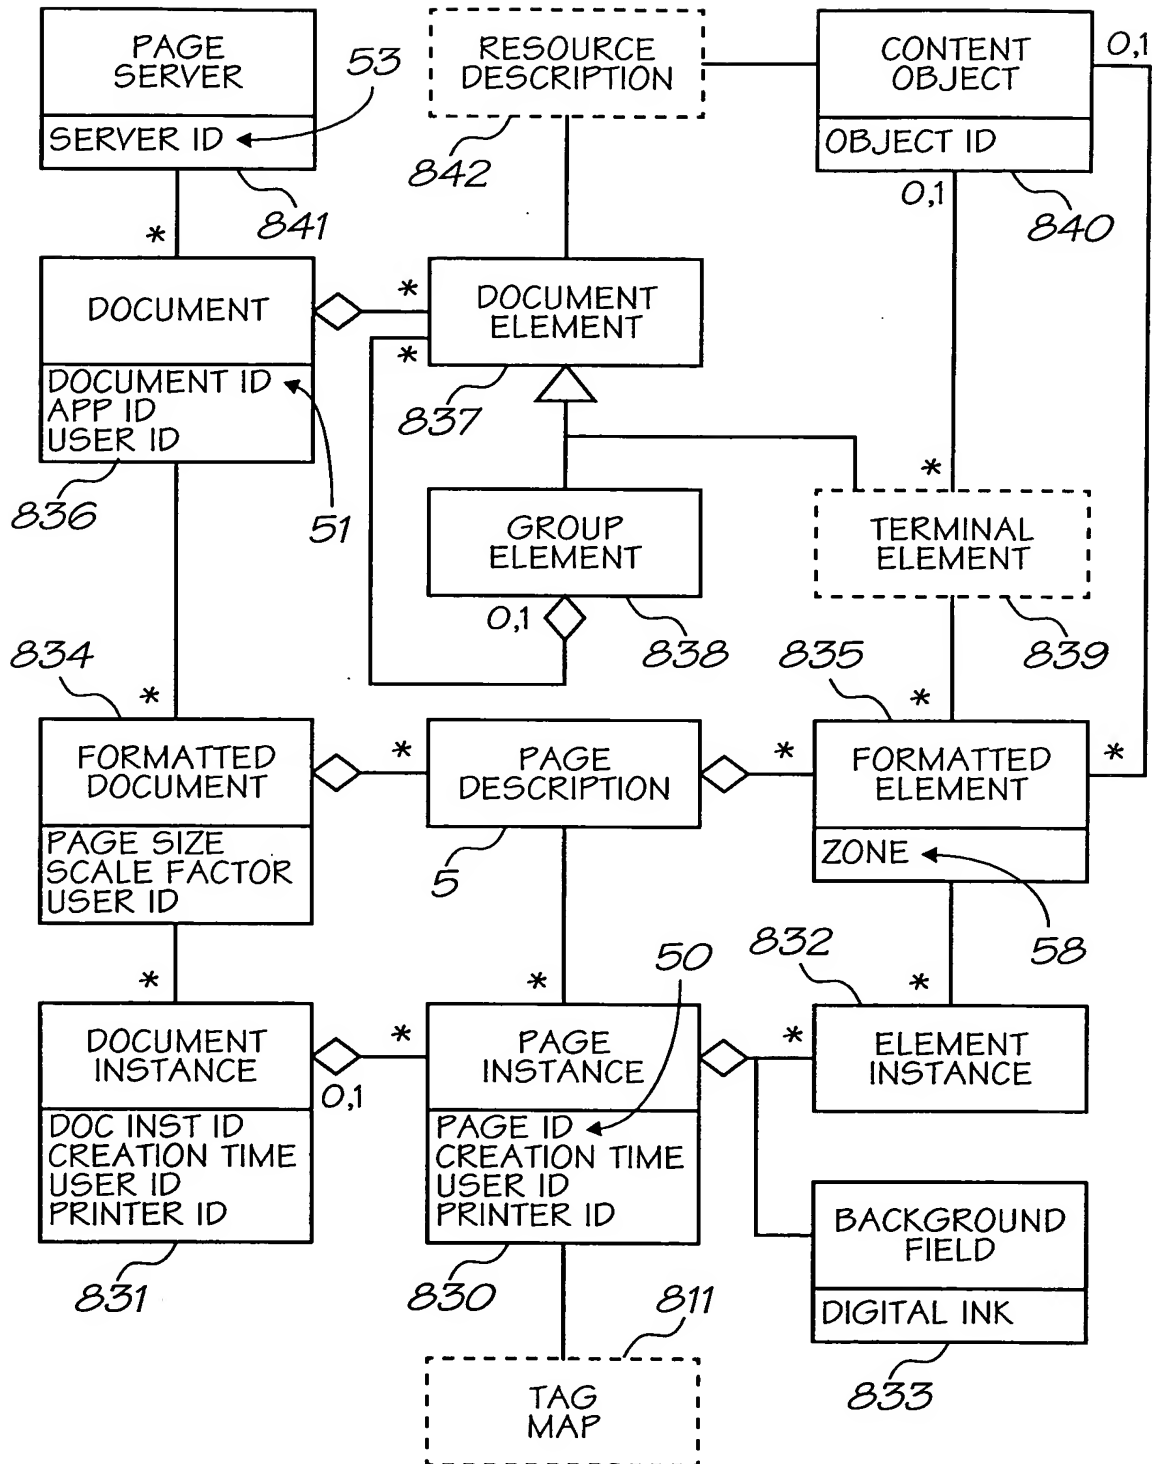 PAGE
SERVER
SERVER ID
53
841
RESOURCE
DESCRIPTION
842
CONTENT
OBJECT
OBJECT ID
0,1
0,1
840
*
DOCUMENT
DOCUMENT ID
APP ID
USER ID
836
51
*
*
DOCUMENT
ELEMENT
837
GROUP
ELEMENT
0,1
838
*
TERMINAL
ELEMENT
839
834
*
FORMATTED
DOCUMENT
PAGE SIZE
SCALE FACTOR
USER ID
*
PAGE
DESCRIPTION
5
*
835
*
FORMATTED
ELEMENT
ZONE
*
58
*
DOCUMENT
INSTANCE
DOC INST ID
CREATION TIME
USER ID
PRINTER ID
831
0,1
*
*
50
PAGE
INSTANCE
PAGE ID
CREATION TIME
USER ID
PRINTER ID
830
832
*
*
ELEMENT
INSTANCE
BACKGROUND
FIELD
DIGITAL INK
833
811
TAG
MAP